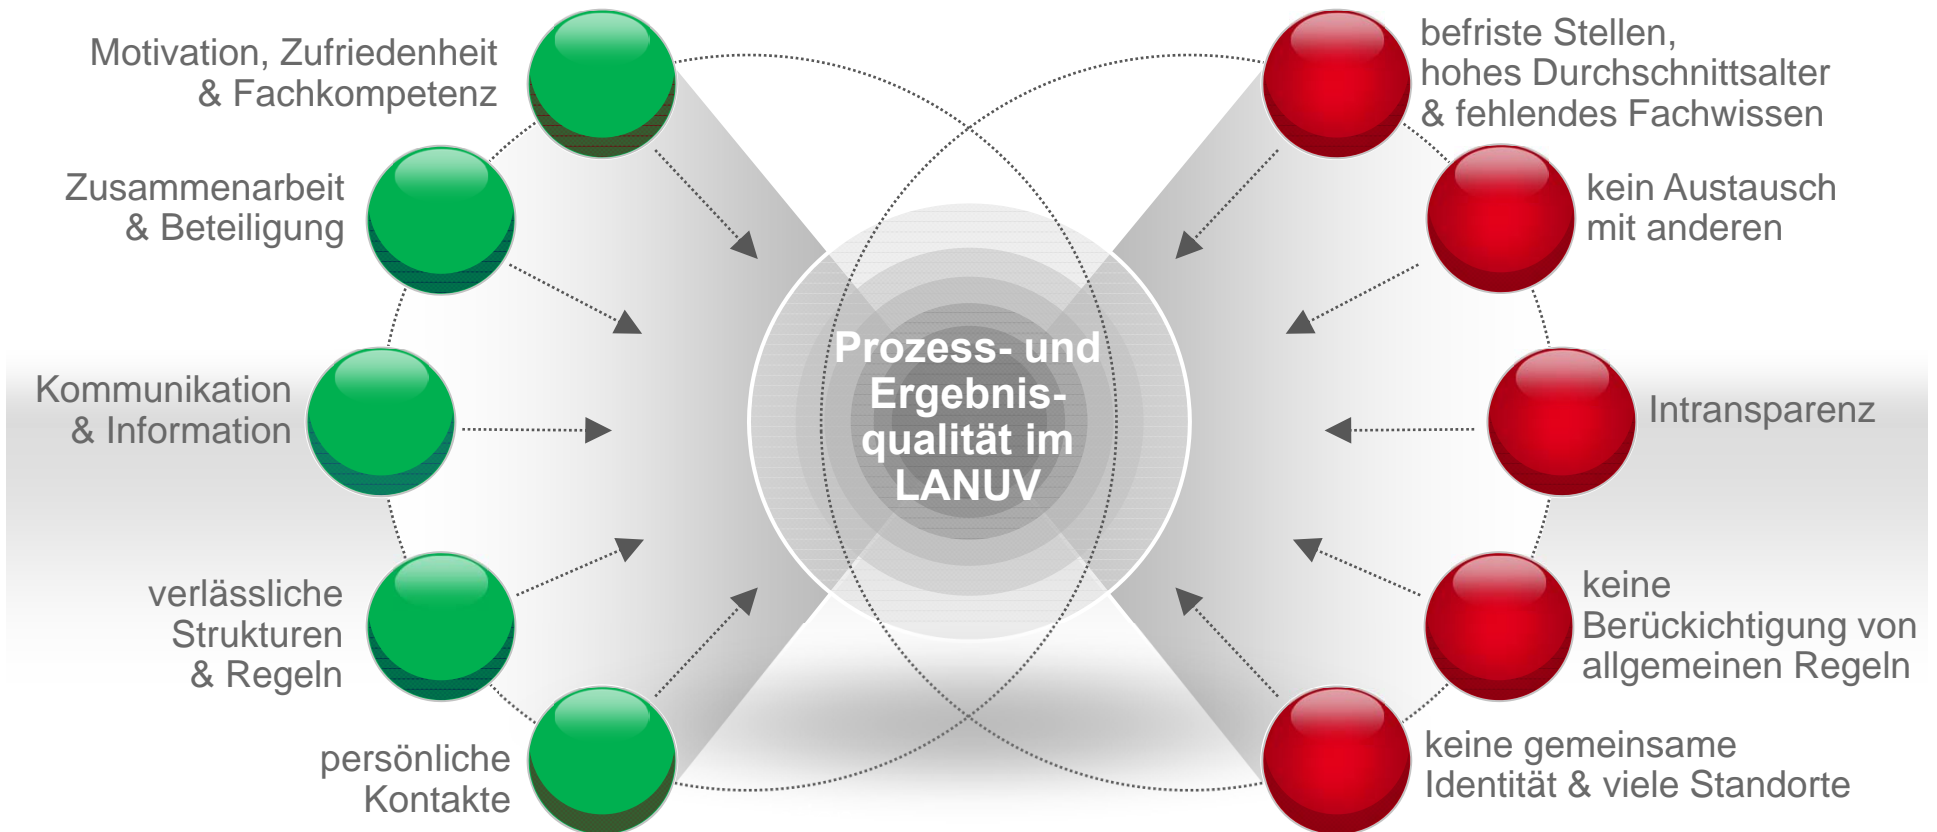 Motivation, Zufriedenheit
& Fachkompetenz
Zusammenarbeit
& Beteiligung
Kommunikation
& Information
verlässliche
Strukturen
& Regeln
persönliche
Kontakte
Prozess- und
Ergebnis-
qualität im
LANUV
befriste Stellen,
hohes Durchschnittsalter
& fehlendes Fachwissen
kein Austausch
mit anderen
Intransparenz
keine
Berückichtigung von
allgemeinen Regeln
keine gemeinsame
Identität & viele Standorte